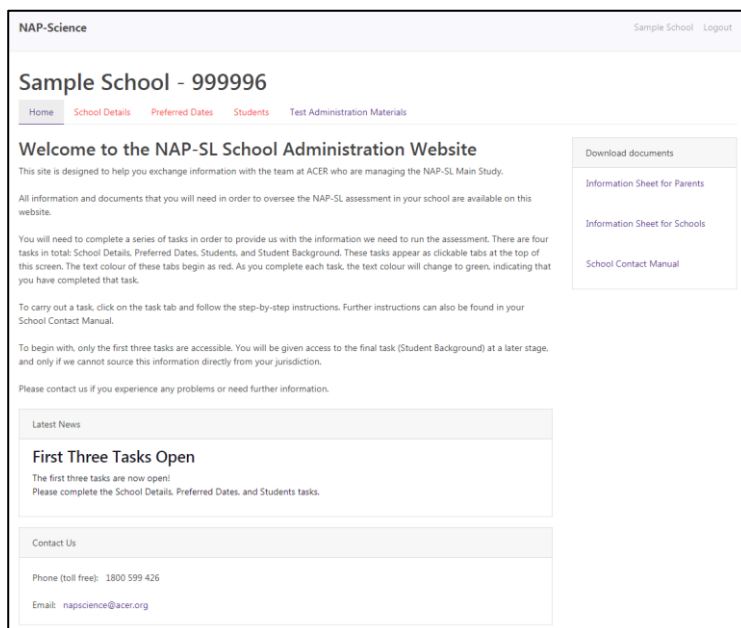 NAP-Science
Sample School Logout
Sample School - 999996
Home School Details Preferred Dates Students Test Administration Materials
Welcome to the NAP-SL School Administration Website
This site is designed to help you exchange information with the team at ACER who are managing the NAP-SL Main Study.
All information and documents that you will need in order to oversee the NAP-SL assessment in your school are available on this
website.
You will need to complete a series of tasks in order to provide us with the information we need to run the assessment. There are four
tasks in total: School Details, Preferred Dates, Students, and Student Background. These tasks appear as clickable tabs at the top of
this screen. The text colour of these tabs begin as red. As you complete each task, the text colour will change to green, indicating that
you have completed that task.
To carry out a task, click on the task tab and follow the step-by-step instructions. Further instructions can also be found in your
School Contact Manual.
To begin with, only the first three tasks are accessible. You will be given access to the final task (Student Background) at a later stage,
and only if we cannot source this information directly from your jurisdiction.
Please contact us if you experience any problems or need further information.
Latest News
First Three Tasks Open
The first three tasks are now open!
Please complete the School Details, Preferred Dates, and Students tasks.
Contact Us
Phone (toll free): 1800 599 426
Email: napscience@acer.org
Download documents
Information Sheet for Parents
Information Sheet for Schools
School Contact Manual